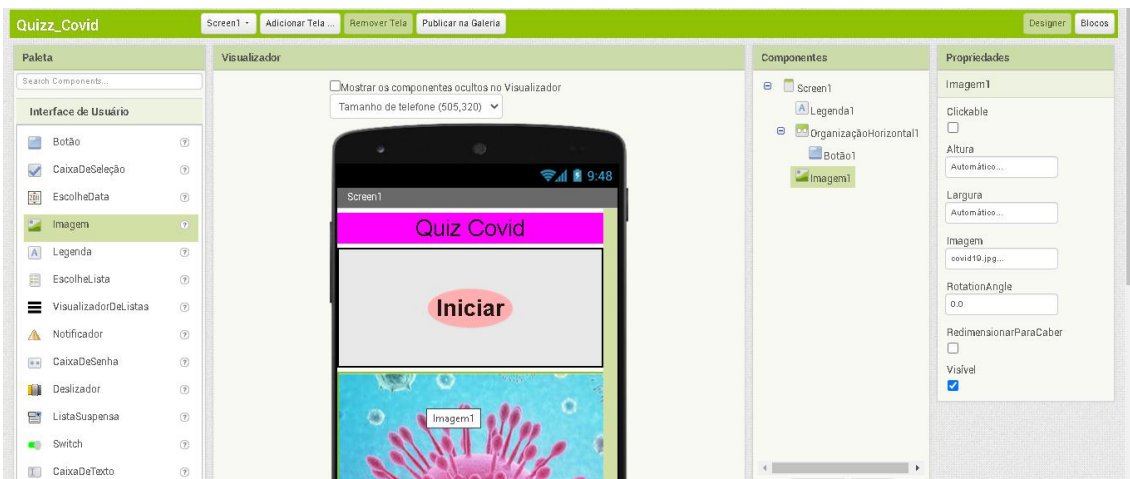 Quizz_Covid
Screen1
Adicionar Tela ...
Remover Tela
Publicar na Galeria
Designer
Blocos
Paleta
Search Components...
Interface de Usuário
Botão
CaixaDeSeleção
EscolheData
Imagem
Legenda
EscolheLista
VisualizadorDeListas
Notificador
CaixaDeSenha
Deslizador
ListaSuspensa
Switch
CaixaDeTexto
Visualizador
Mostrar os componentes ocultos no Visualizador
Tamanho de telefone (505,320)
9:48
Screen1
Quiz Covid
Iniciar
Imagem1
Componentes
Screen1
Legenda1
OrganizaçãoHorizontal1
Botão1
Imagem1
Propriedades
Imagem1
Clickable
Altura
Automático...
Largura
Automático...
Imagem
covid19.jpg...
RotationAngle
0.0
RedimensionarParaCaber
Visível